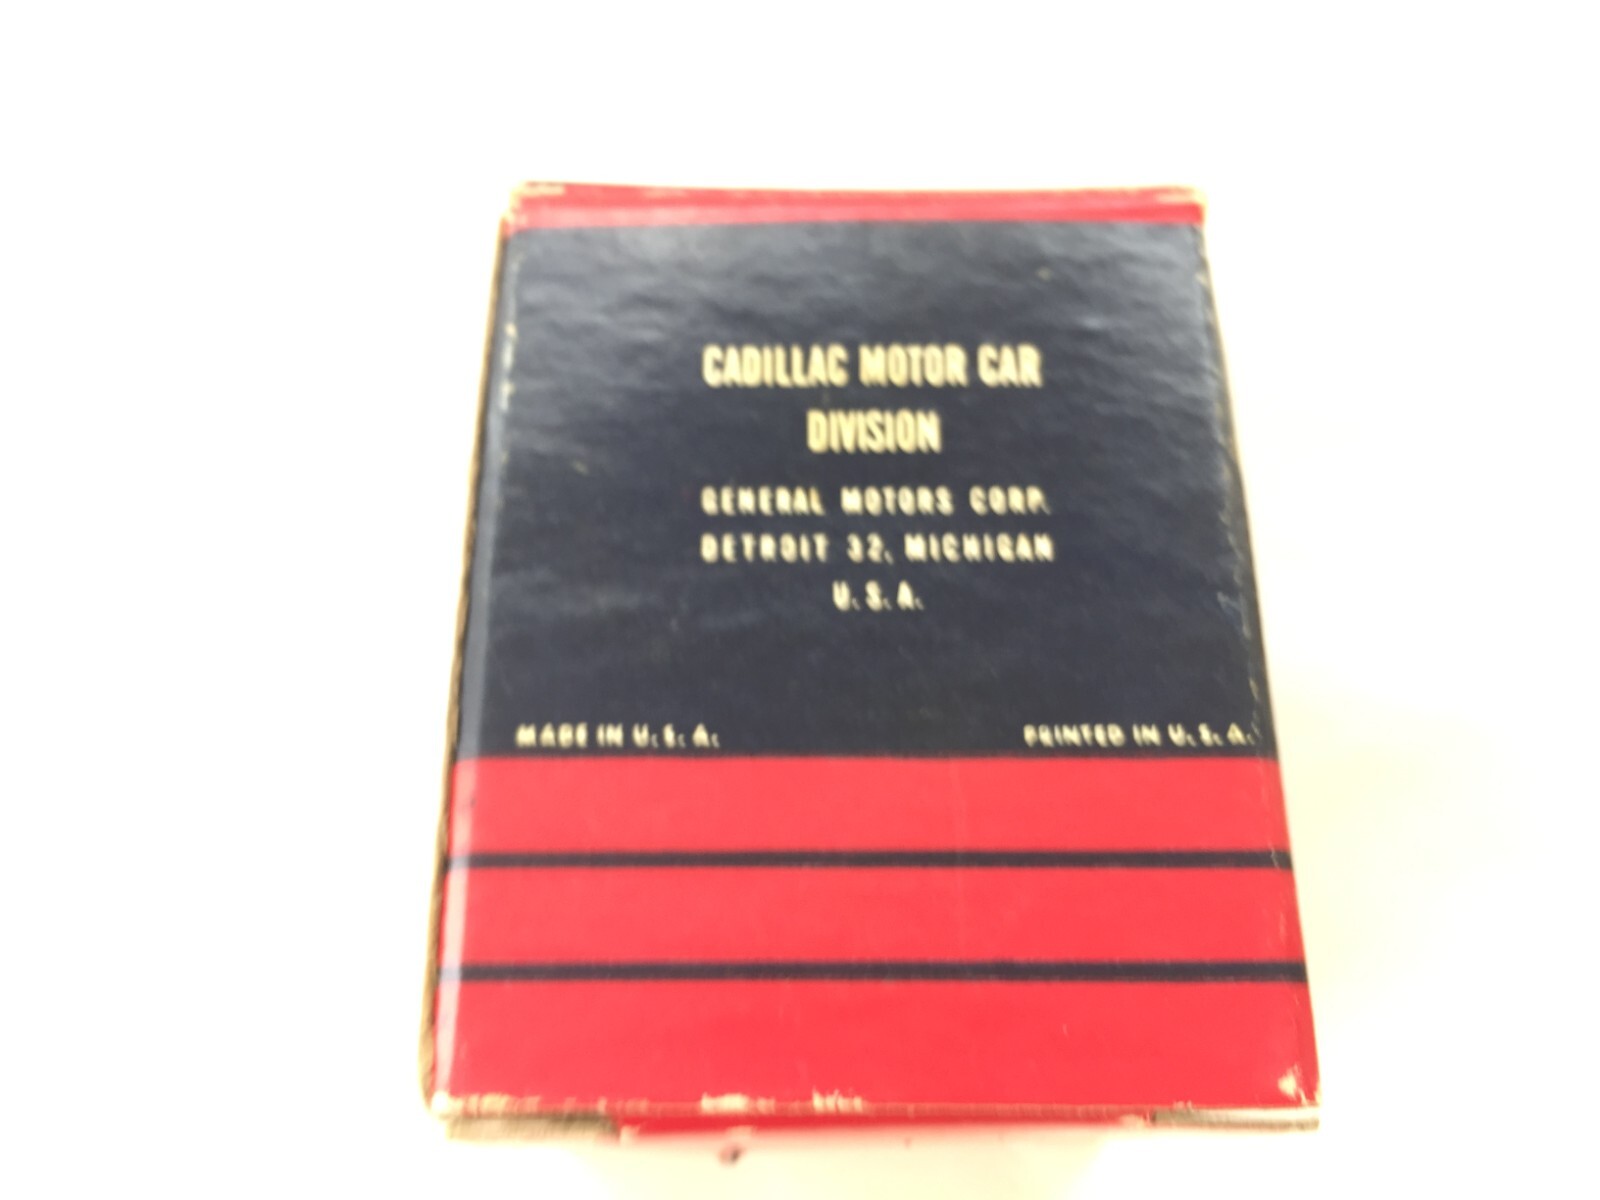 CADILLAC MOTOR CAR
DIVISION
GENERAL MOTORS CORP.
DETROIT 32, MICHIGAN
U. S. A.
MADE IN U. S. A.
PRINTED IN U. S. A.